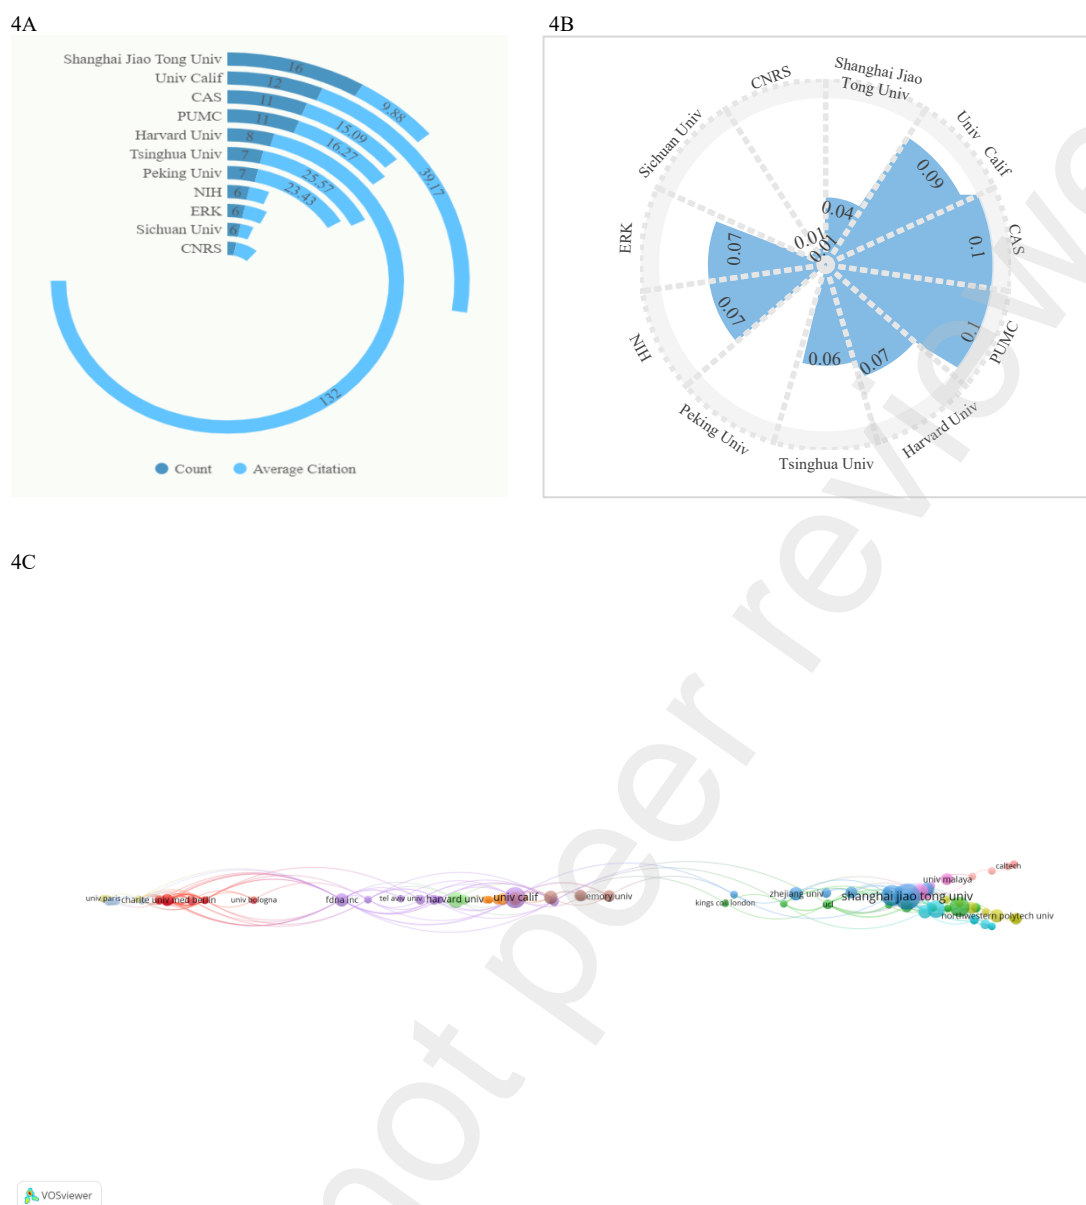 4A
Shanghai Jiao Tong Univ
Univ Calif
CAS
PUMC
Harvard Univ
Tsinghua Univ
Peking Univ
NIH
ERK
Sichuan Univ
CNRS
16
12
11
11
8
7
7
6
6
6
9.88
39.17
15.09
16.27
132
25.57
23.43
Count
Average Citation
4B
Shanghai Jiao
Tong Univ
Univ Calif
CAS
PUMC
Harvard Univ
Tsinghua Univ
Peking Univ
NIH
ERK
Sichuan Univ
CNRS
0.04
0.09
0.1
0.1
0.07
0.06
0.07
0.07
0.01
0.01
4C
univ paris
charite univ med berlin
univ bologna
fdna inc
tel aviv univ
harvard univ
univ calif
emory univ
kings coll london
zhejiang univ
ucl
shanghai jiao tong univ
univ malaya
caltech
northwestern polytech univ
VOSviewer
not peer reviewe